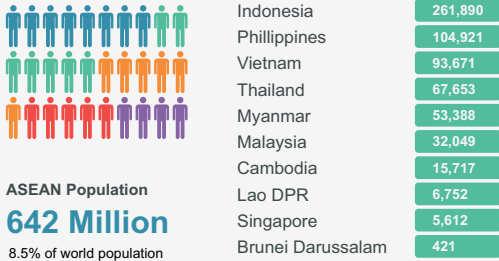 Indonesia 261,890
Phillippines 104,921
Vietnam 93,671
Thailand 67,653
Myanmar 53,388
Malaysia 32,049
Cambodia 15,717
Lao DPR 6,752
Singapore 5,612
Brunei Darussalam 421
ASEAN Population
642 Million
8.5% of world population